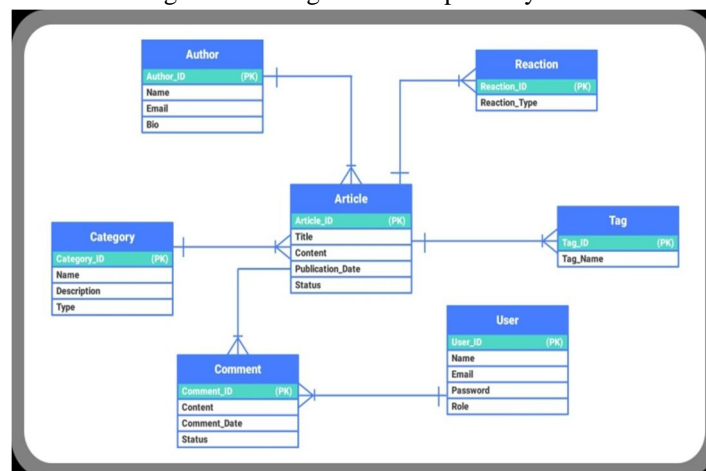 Author
Author_ID (PK)
Name
Email
Bio
Reaction
Reaction_ID (PK)
Reaction_Type
Article
Article_ID (PK)
Title
Content
Publication_Date
Status
Category
Category_ID (PK)
Name
Description
Type
Tag
Tag_ID (PK)
Tag_Name
User
User_ID (PK)
Name
Email
Password
Role
Comment
Comment_ID (PK)
Content
Comment_Date
Status